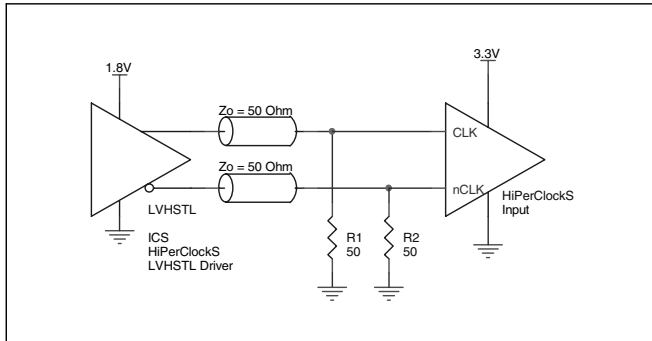 1.8V
3.3V
Zo = 50 Ohm
CLK
Zo = 50 Ohm
nCLK
HiPerClockS
Input
LVHSTL
ICS
HiPerClockS
LVHSTL Driver
R1
50
R2
50